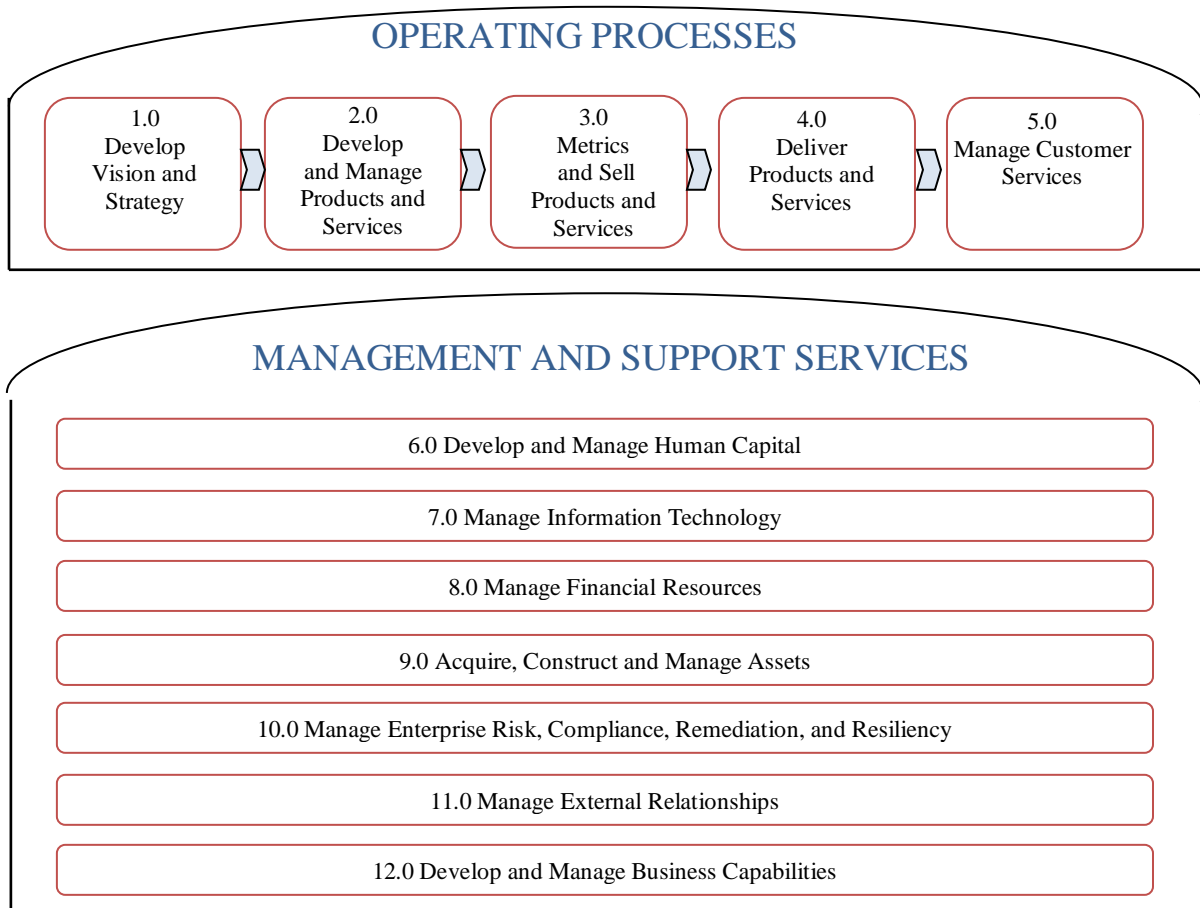 OPERATING PROCESSES
1.0
Develop
Vision and
Strategy
2.0
Develop
and Manage
Products and
Services
3.0
Metrics
and Sell
Products and
Services
4.0
Deliver
Products and
Services
5.0
Manage Customer
Services
MANAGEMENT AND SUPPORT SERVICES
6.0 Develop and Manage Human Capital
7.0 Manage Information Technology
8.0 Manage Financial Resources
9.0 Acquire, Construct and Manage Assets
10.0 Manage Enterprise Risk, Compliance, Remediation, and Resiliency
11.0 Manage External Relationships
12.0 Develop and Manage Business Capabilities